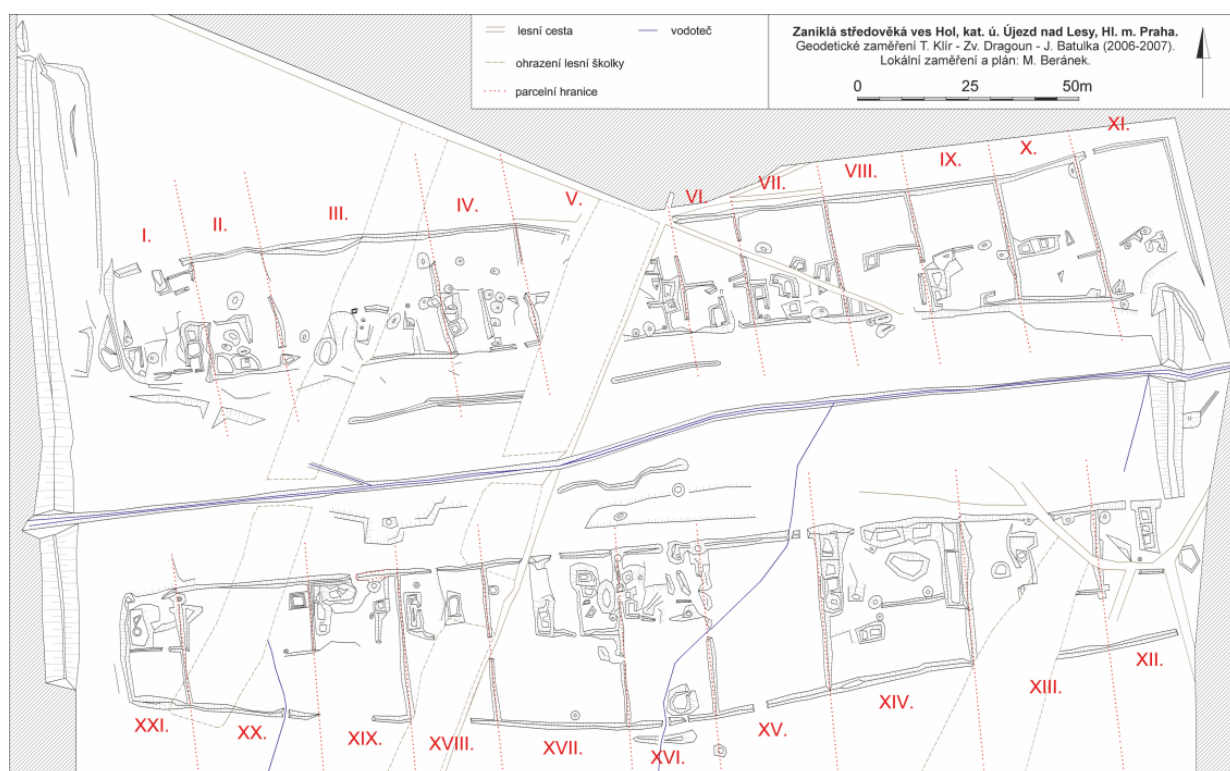 lesní cesta
vodoteč
ohrazení lesní školky
parcelní hranice
Zaniklá středověká ves Hol, kat. ú. Újezd nad Lesy, Hl. m. Praha.
Geodetické zaměření T. Klír - Zv. Dragoun - J. Batulka (2006-2007).
Lokální zaměření a plán: M. Beránek.
0 25 50m
I.
II.
III.
IV.
V.
VI.
VII.
VIII.
IX.
X.
XI.
XXI.
XX.
XIX.
XVIII.
XVII.
XVI.
XV.
XIV.
XIII.
XII.